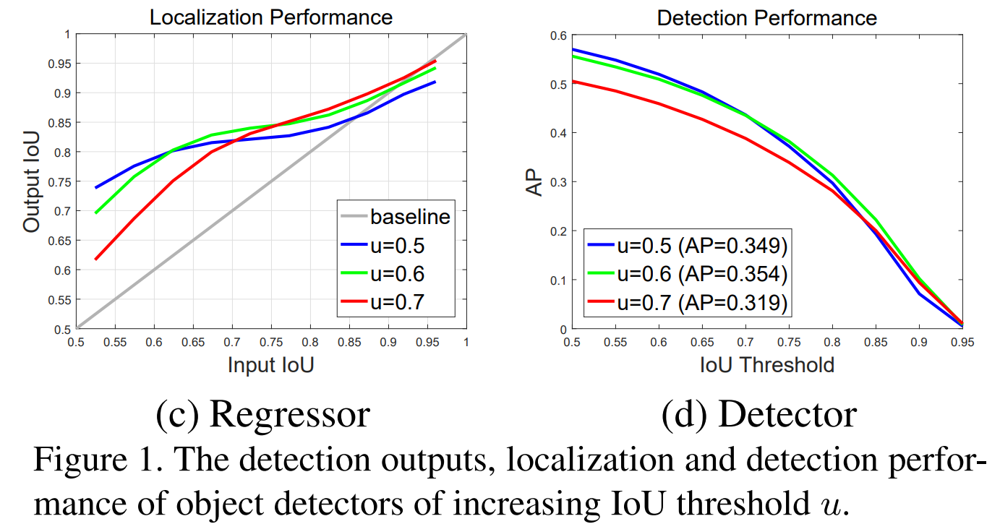 Localization Performance
Output IoU
1
0.95
0.9
0.85
0.8
0.75
0.7
0.65
0.6
0.55
0.5
baseline
u=0.5
u=0.6
u=0.7
0.5 0.55 0.6 0.65 0.7 0.75 0.8 0.85 0.9 0.95 1
Input IoU
(c) Regressor
Detection Performance
AP
0.6
0.5
0.4
0.3
0.2
0.1
0
u=0.5 (AP=0.349)
u=0.6 (AP=0.354)
u=0.7 (AP=0.319)
0.5 0.55 0.6 0.65 0.7 0.75 0.8 0.85 0.9 0.95
IoU Threshold
(d) Detector
Figure 1. The detection outputs, localization and detection perfor-
mance of object detectors of increasing IoU threshold u.